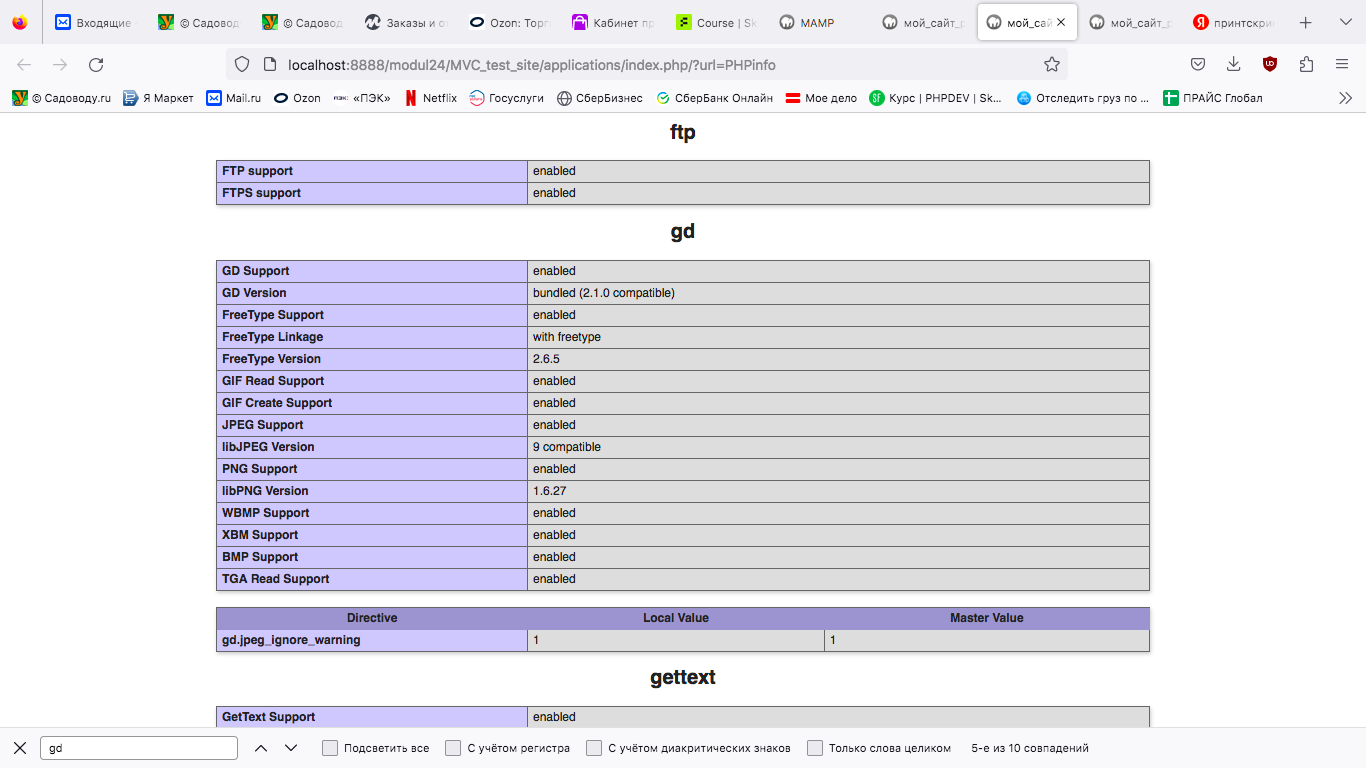 Входящие
© Садовод
© Садовод
Заказы и о
Ozon: Торг
Кабинет пр
Course | Sk
MAMP
мой_сайт_р
мой_сай
мой_сайт_р
принтскри
localhost:8888/modul24/MVC_test_site/applications/index.php/?url=PHPinfo
© Садоводу.ru Я Маркет Mail.ru Ozon «ПЭК» Netflix Госуслуги СберБизнес СберБанк Онлайн Мое дело Курс | PHPDEV | Sk... Отследить груз по ... ПРАЙС Глобал
ftp
FTP support enabled
FTPS support enabled
gd
GD Support enabled
GD Version bundled (2.1.0 compatible)
FreeType Support enabled
FreeType Linkage with freetype
FreeType Version 2.6.5
GIF Read Support enabled
GIF Create Support enabled
JPEG Support enabled
libJPEG Version 9 compatible
PNG Support enabled
libPNG Version 1.6.27
WBMP Support enabled
XBM Support enabled
BMP Support enabled
TGA Read Support enabled
Directive Local Value Master Value
gd.jpeg_ignore_warning 1 1
gettext
GetText Support enabled
gd Подсветить все С учётом регистра С учётом диакритических знаков Только слова целиком 5-е из 10 совпадений